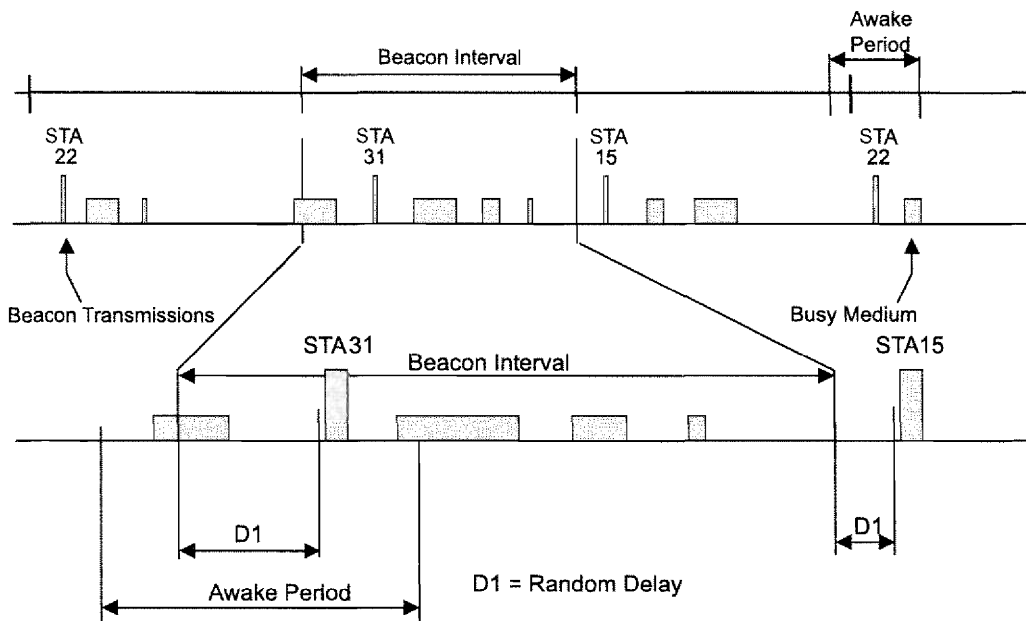 Awake
Period
Beacon Interval
STA
22
STA
31
STA
15
STA
22
Beacon Transmissions
Busy Medium
STA31
Beacon Interval
STA15
D1
D1
Awake Period
D1 = Random Delay